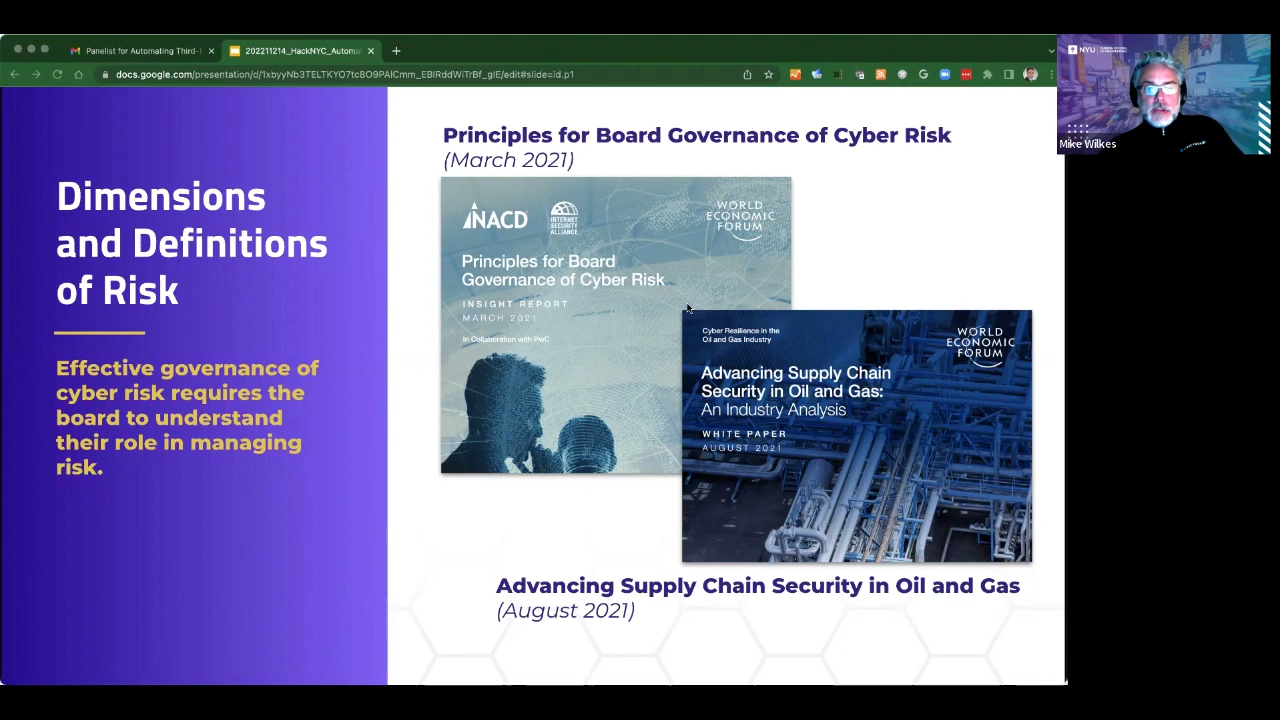 Panelist for Automating Third-
202211214_HackNYC_Automa
docs.google.com/presentation/d/1xbyyNb3TELTKYO7tc8O9PAlCmm_EBlRddWiTrBf_glE/edit#slide=id.p1
NYU
Mike Wilkes
Dimensions
and Definitions
of Risk
Effective governance of
cyber risk requires the
board to understand
their role in managing
risk.
Principles for Board Governance of Cyber Risk
(March 2021)
NACD
INTERNET
SECURITY
ALLIANCE
WORLD
ECONOMIC
FORUM
Principles for Board
Governance of Cyber Risk
INSIGHT REPORT
MARCH 2021
In Collaboration with PwC
Cyber Resilience in the
Oil and Gas Industry
WORLD
ECONOMIC
FORUM
Advancing Supply Chain
Security in Oil and Gas:
An Industry Analysis
WHITE PAPER
AUGUST 2021
Advancing Supply Chain Security in Oil and Gas
(August 2021)